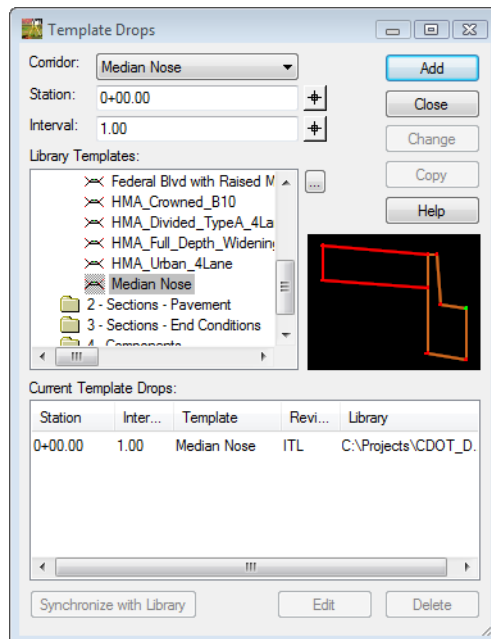 Template Drops
Corridor: Median Nose Add
Station: 0+00.00 Close
Interval: 1.00 Change
Library Templates: Copy
Federal Blvd with Raised M ...
HMA_Crowned_B10 Help
HMA_Divided_TypeA_4La
HMA_Full_Depth_Widening
HMA_Urban_4Lane
Median Nose
2 - Sections - Pavement
3 - Sections - End Conditions
4 - Components
Current Template Drops:
Station Inter... Template Revi... Library
0+00.00 1.00 Median Nose ITL C:\Projects\CDOT_D.
Synchronize with Library Edit Delete